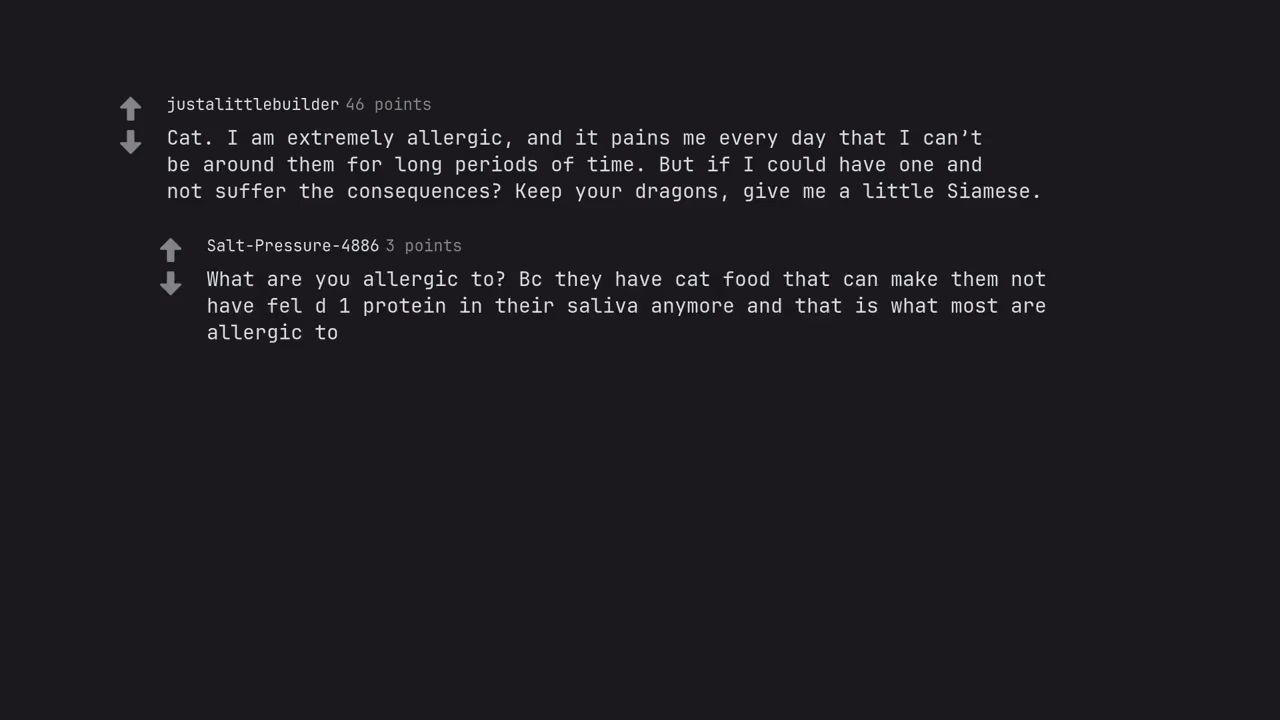 justalittlebuilder 46 points
Cat. I am extremely allergic, and it pains me every day that I can’t
be around them for long periods of time. But if I could have one and
not suffer the consequences? Keep your dragons, give me a little Siamese.
Salt-Pressure-4886 3 points
What are you allergic to? Bc they have cat food that can make them not
have fel d 1 protein in their saliva anymore and that is what most are
allergic to